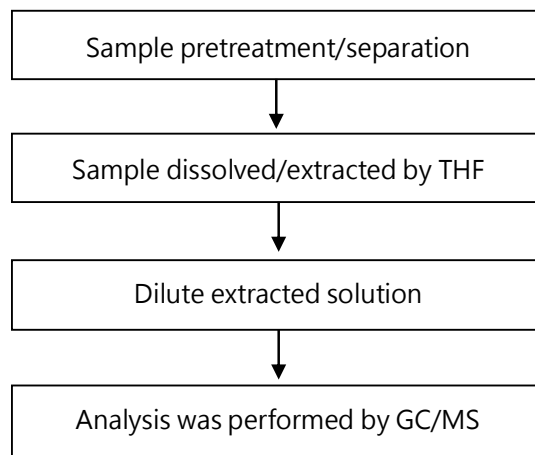 Sample pretreatment/separation
Sample dissolved/extracted by THF
Dilute extracted solution
Analysis was performed by GC/MS